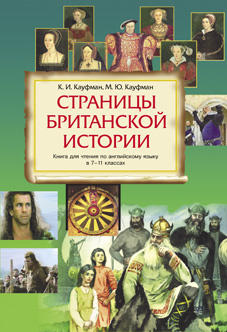 К. И. Кауфман, М. Ю. Кауфман
СТРАНИЦЫ
БРИТАНСКОЙ
ИСТОРИИ
Книга для чтения по английскому языку
в 7–11 классах